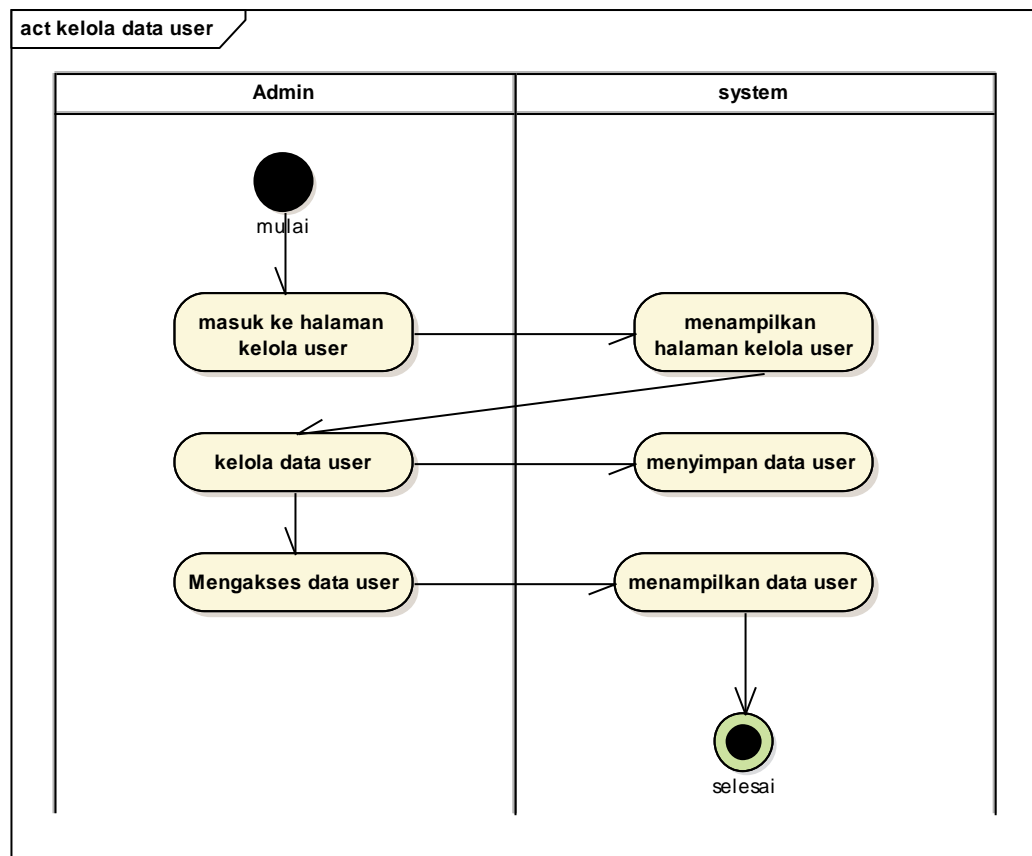 act kelola data user
Admin
system
mulai
masuk ke halaman
kelola user
menampilkan
halaman kelola user
kelola data user
menyimpan data user
Mengakses data user
menampilkan data user
selesai